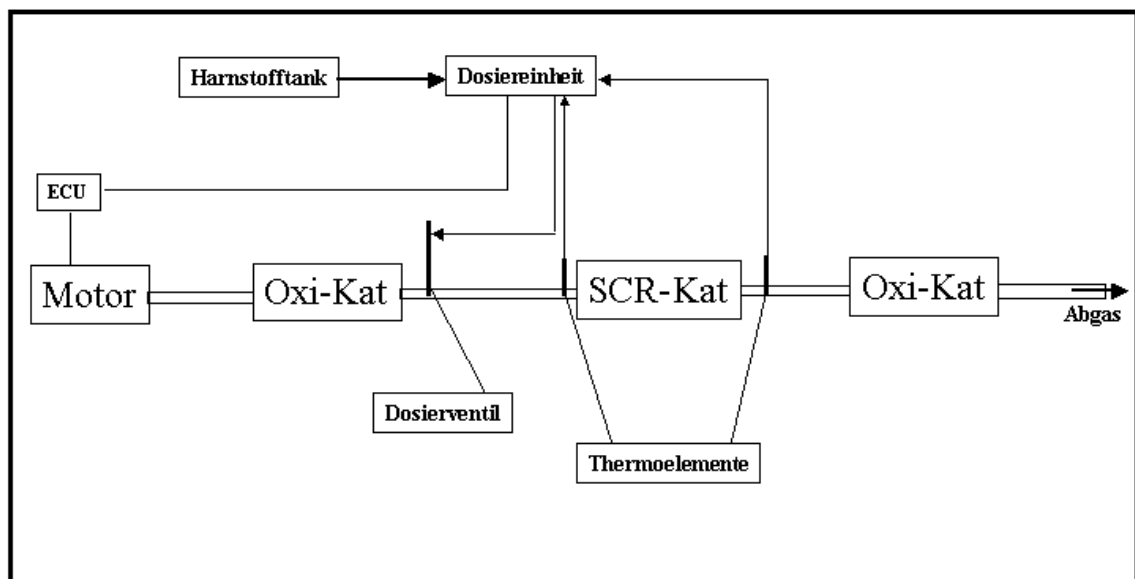 Harnstofftank
Dosiereinheit
ECU
Motor
Oxi-Kat
SCR-Kat
Oxi-Kat
Abgas
Dosierventil
Thermoelemente